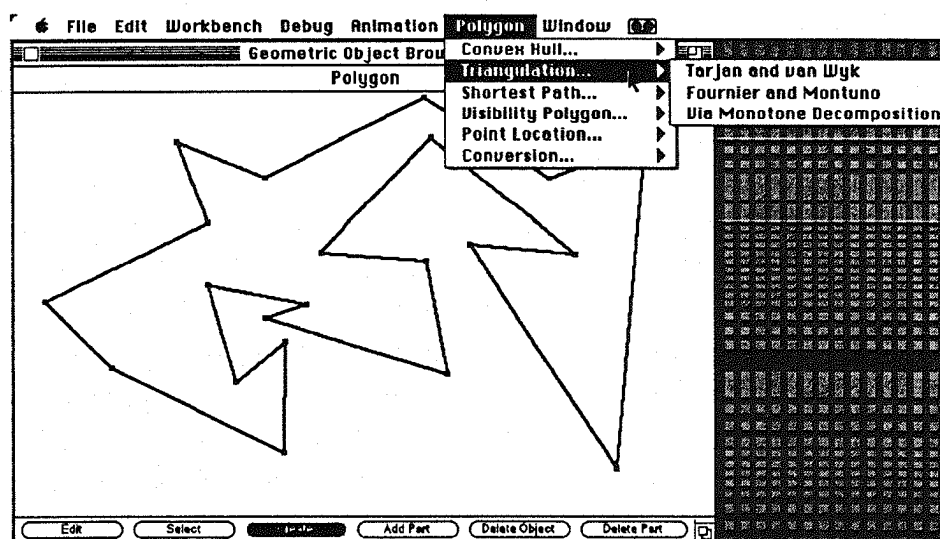 File Edit Workbench Debug Animation Polygon Window
Geometric Object Brow
Polygon
Convex Hull...
Triangulation...
Shortest Path...
Visibility Polygon...
Point Location...
Conversion...
Tarjan and van Wyk
Fournier and Montuno
Via Monotone Decomposition
Edit Select Add Part Delete Object Delete Part